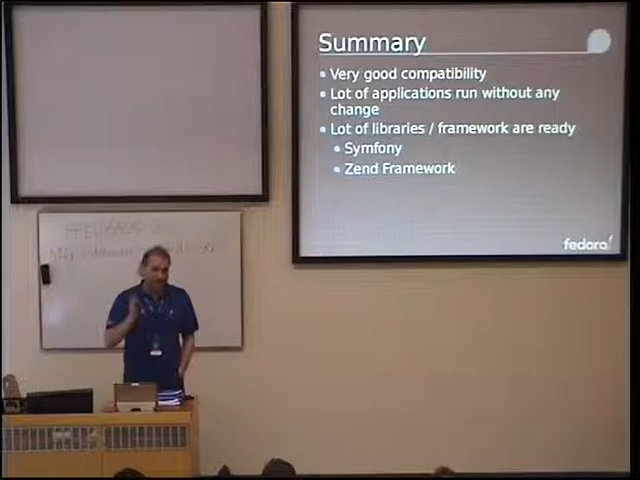 Summary
Very good compatibility
Lot of applications run without any
change
Lot of libraries / framework are ready
Symfony
Zend Framework
fedora
FEEDBACK